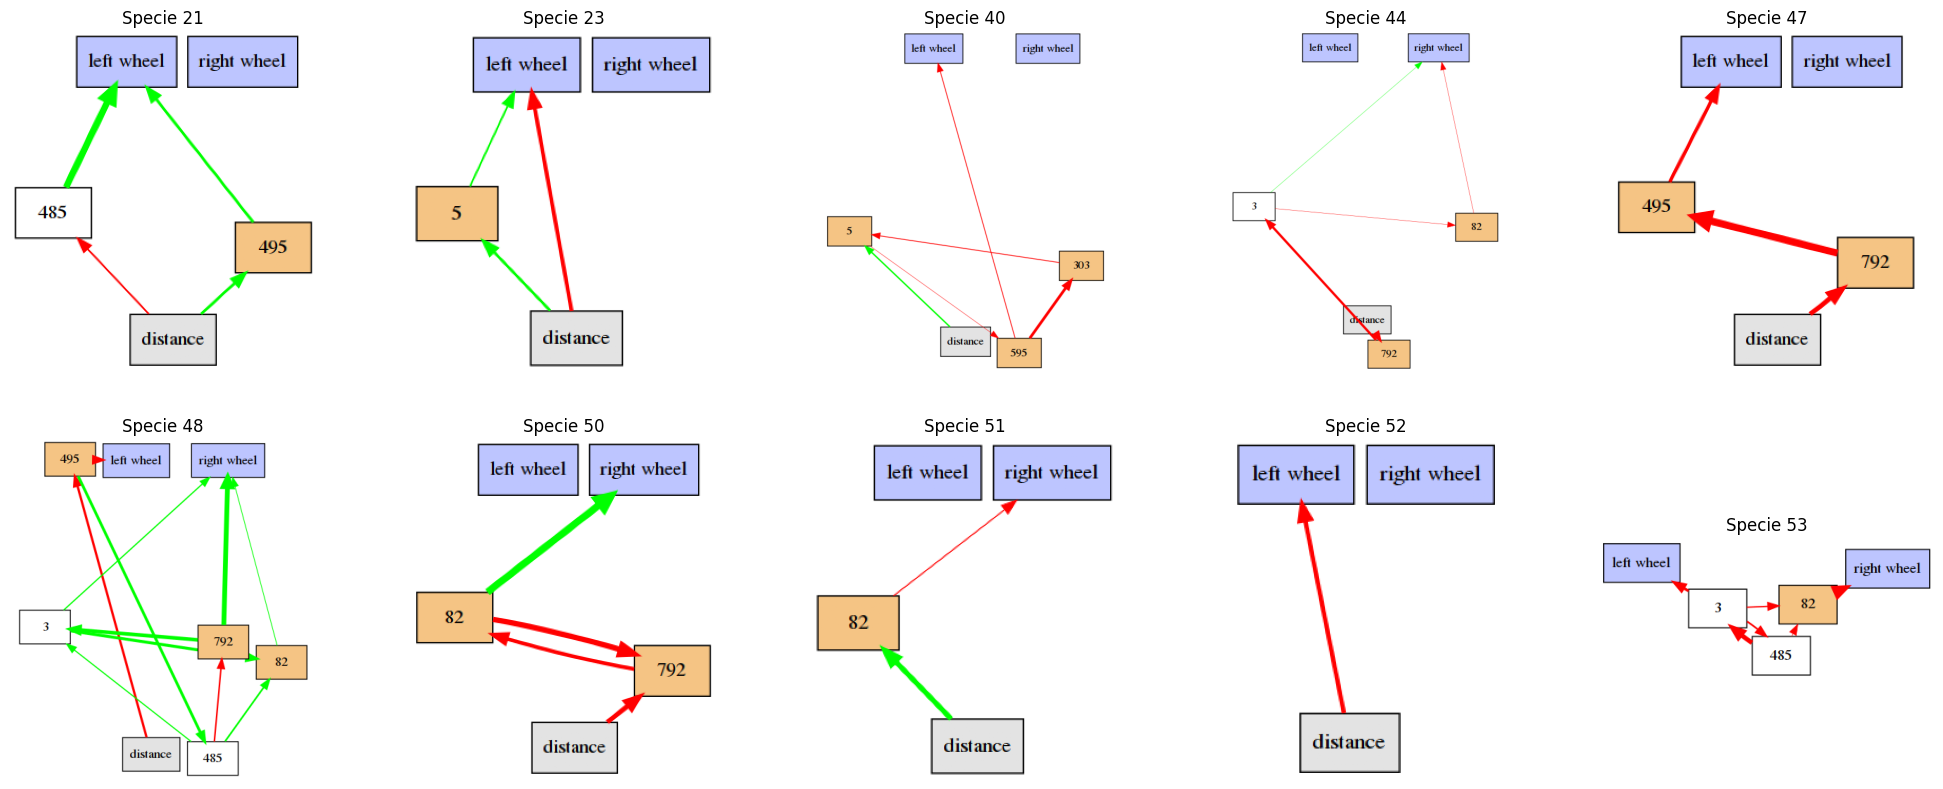 Specie 21
left wheel right wheel
485
495
distance
Specie 23
left wheel right wheel
5
distance
Specie 40
left wheel right wheel
5
303
distance
595
Specie 44
left wheel right wheel
3
82
distance
792
Specie 47
left wheel right wheel
495
792
distance
Specie 48
495 left wheel right wheel
3
792
82
distance
485
Specie 50
left wheel right wheel
82
792
distance
Specie 51
left wheel right wheel
82
distance
Specie 52
left wheel right wheel
distance
Specie 53
left wheel
right wheel
3
82
485